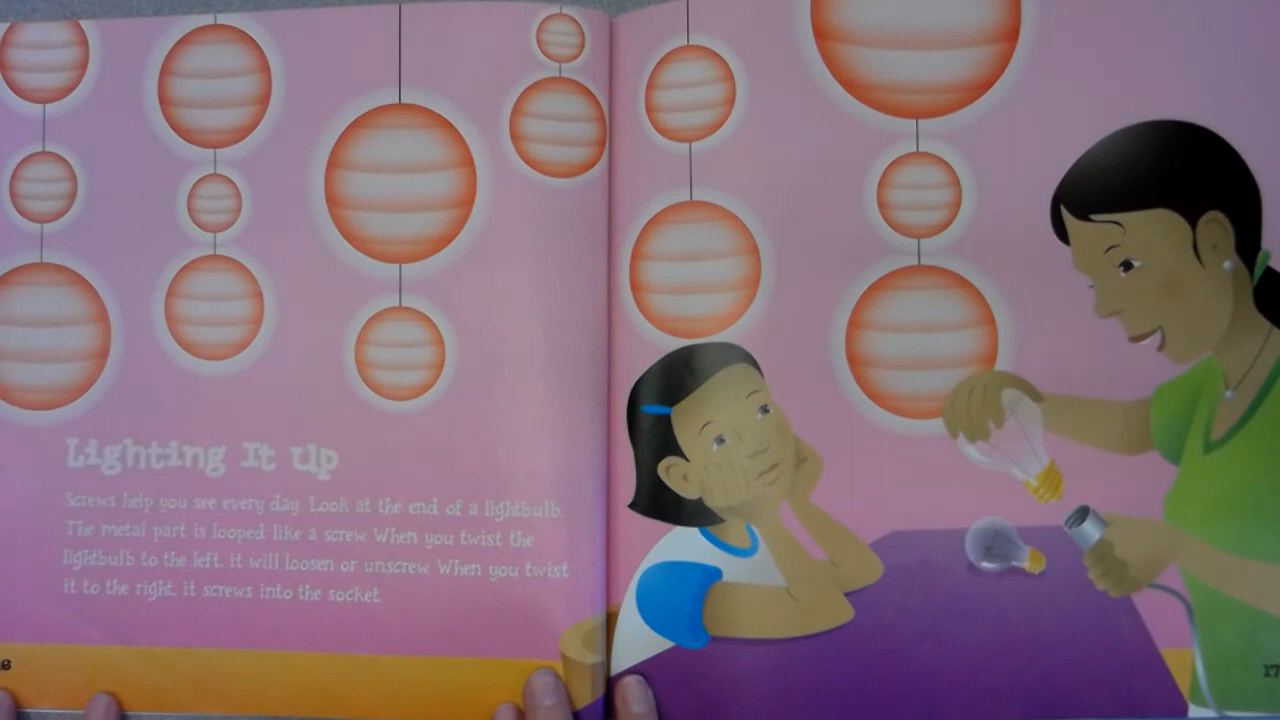 Lighting It Up
Screws help you see every day. Look at the end of a lightbulb.
The metal part is looped like a screw. When you twist the
lightbulb to the left, it will loosen or unscrew. When you twist
it to the right, it screws into the socket.
16
17